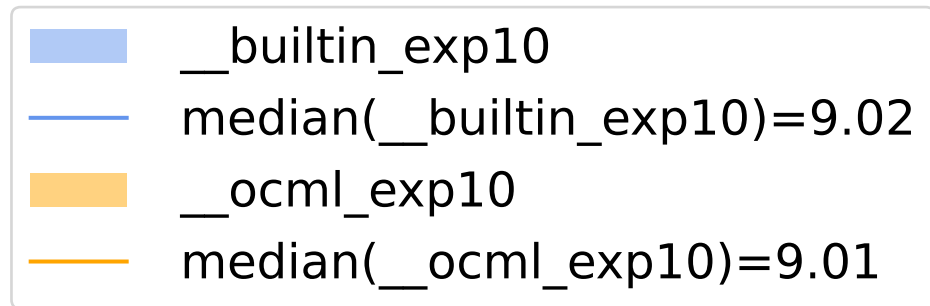 __builtin_exp10
median(__builtin_exp10)=9.02
__ocml_exp10
median(__ocml_exp10)=9.01